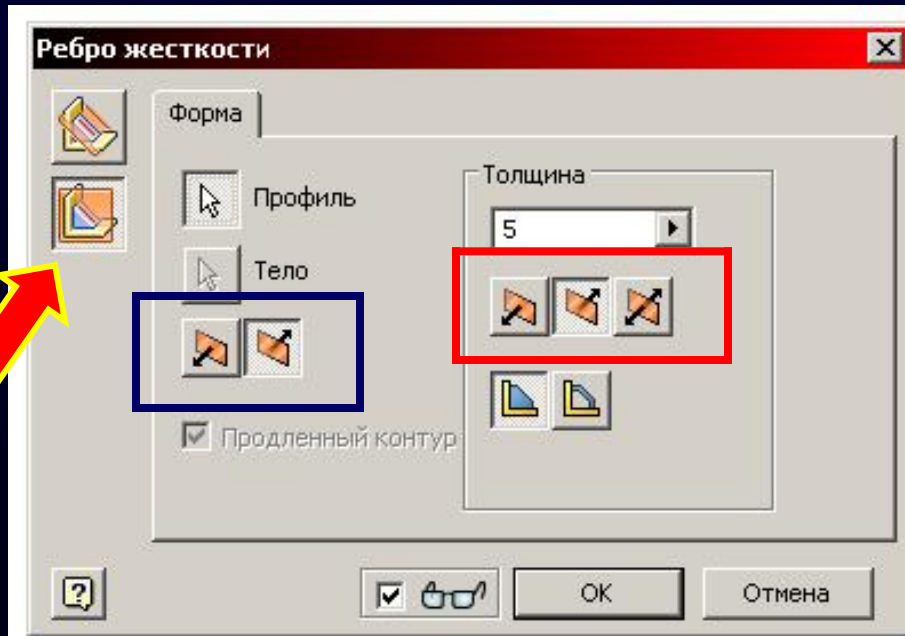 Ребро жесткости
Форма
Профиль
Тело
Продленный контур
Толщина
5
OK
Отмена